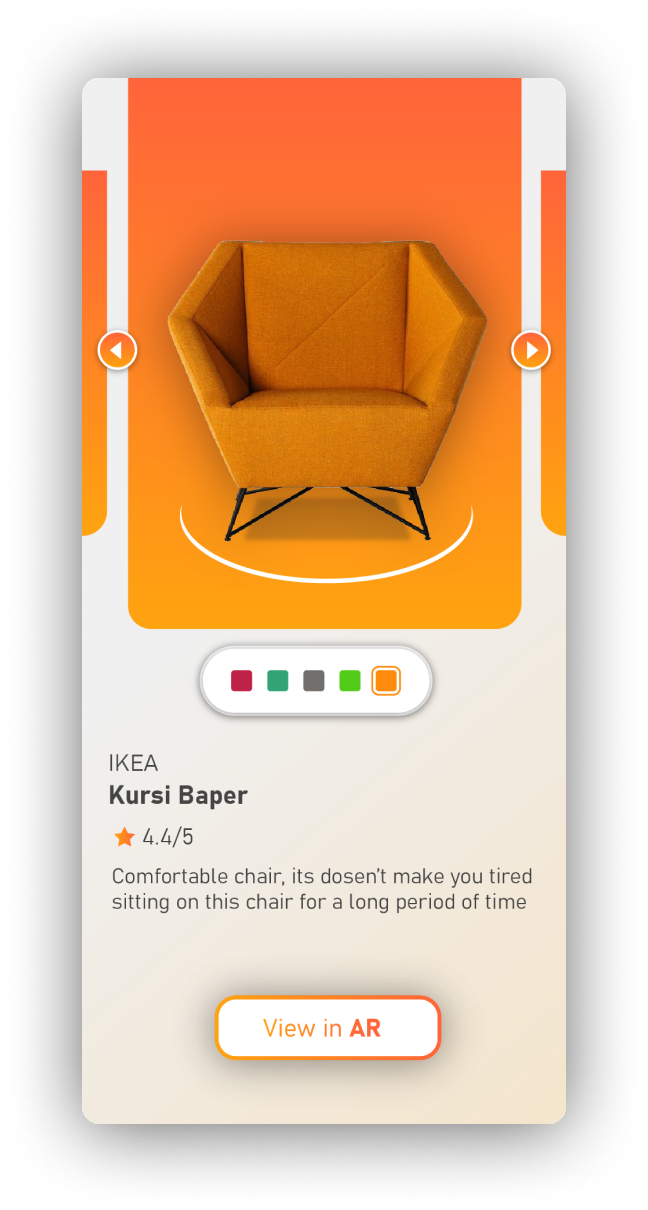 IKEA
Kursi Baper
4.4/5
Comfortable chair, its dosen't make you tired
sitting on this chair for a long period of time
View in AR